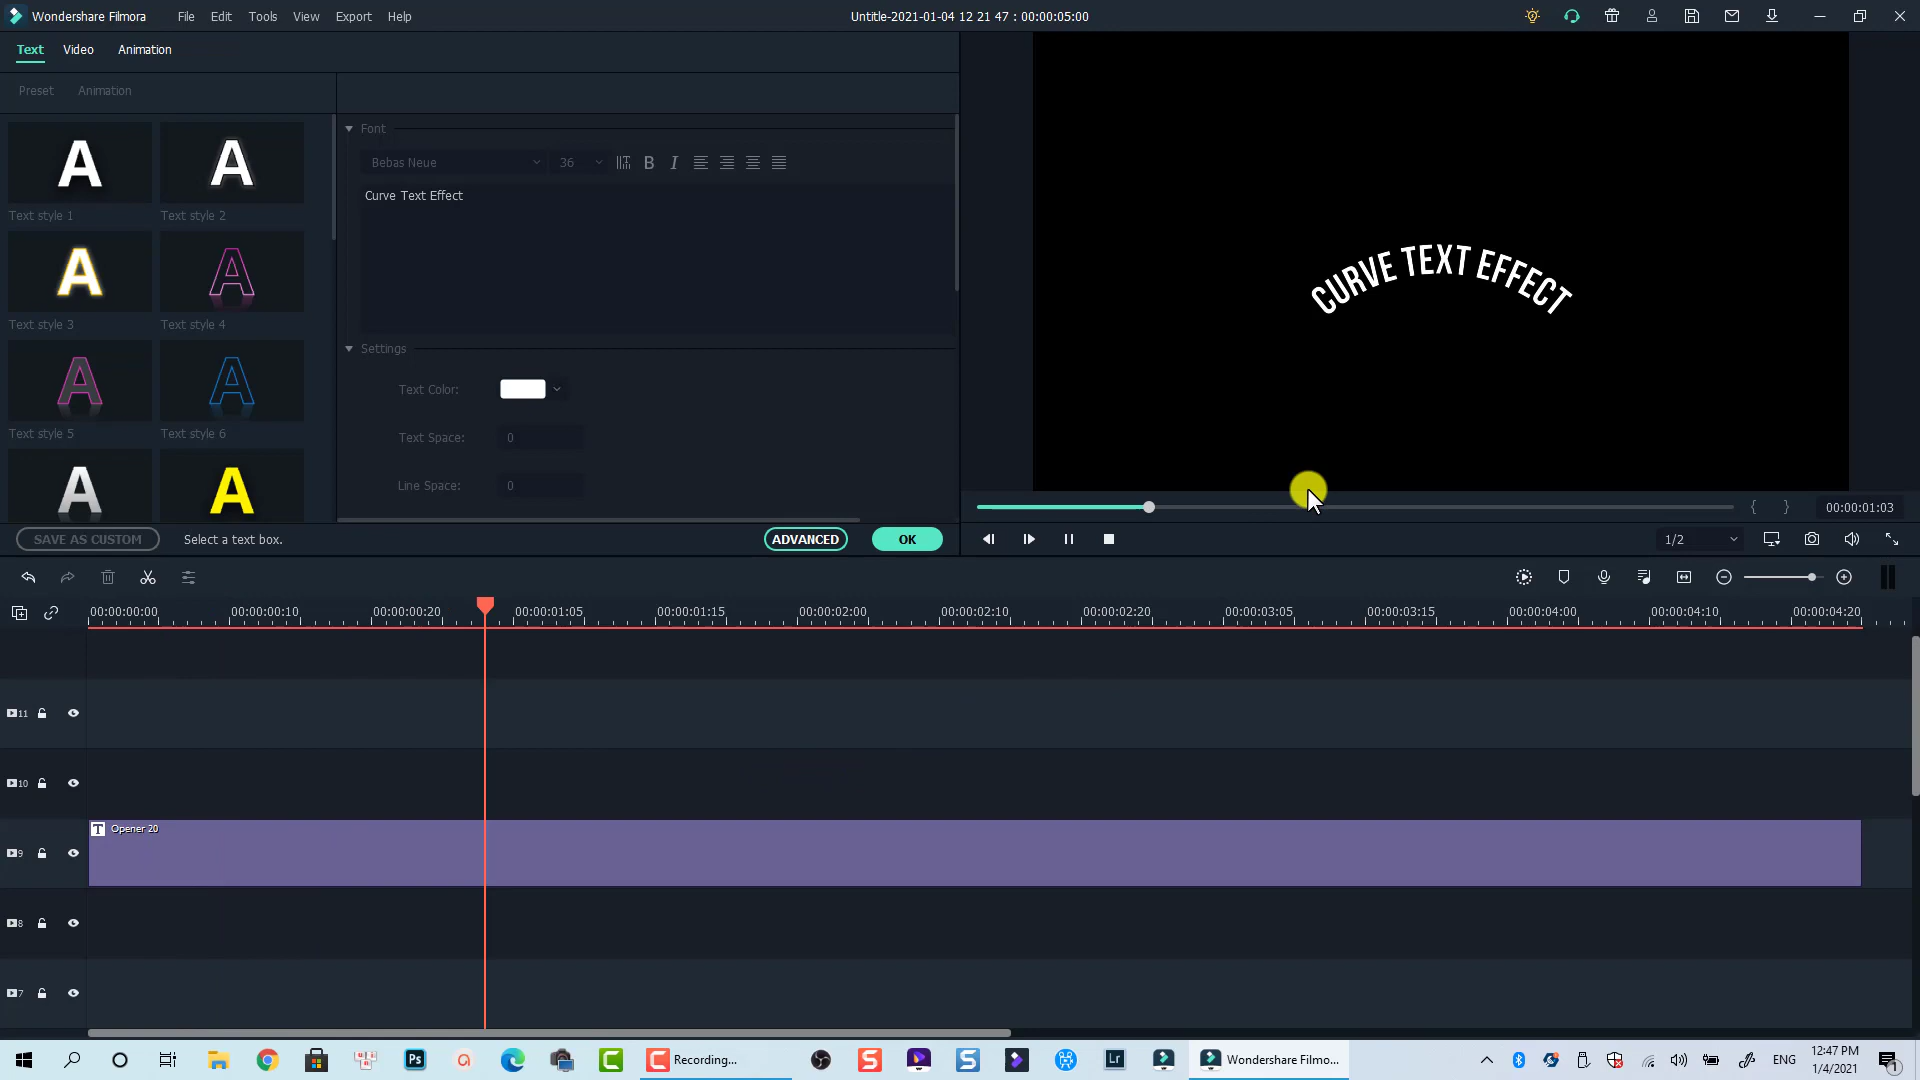 Wondershare Filmora File Edit Tools View Export Help Untitle-2021-01-04 12 21 47 : 00:00:05:00
Text Video Animation
Preset Animation
Font
Bebas Neue 36 B I
Curve Text Effect
A A
Text style 1 Text style 2
A A
Text style 3 Text style 4
A A
Text style 5 Text style 6
A A
Settings
Text Color:
Text Space: 0
Line Space: 0
CURVE TEXT EFFECT
{ } 00:00:01:03
SAVE AS CUSTOM Select a text box. ADVANCED OK
1/2
00:00:00:00 00:00:00:10 00:00:00:20 00:00:01:05 00:00:01:15 00:00:02:00 00:00:02:10 00:00:02:20 00:00:03:05 00:00:03:15 00:00:04:00 00:00:04:10 00:00:04:20
11
10
T Opener 20
9
8
7
Ps Recording... S S Lr Wondershare Filmo... ENG 12:47 PM
1/4/2021 1